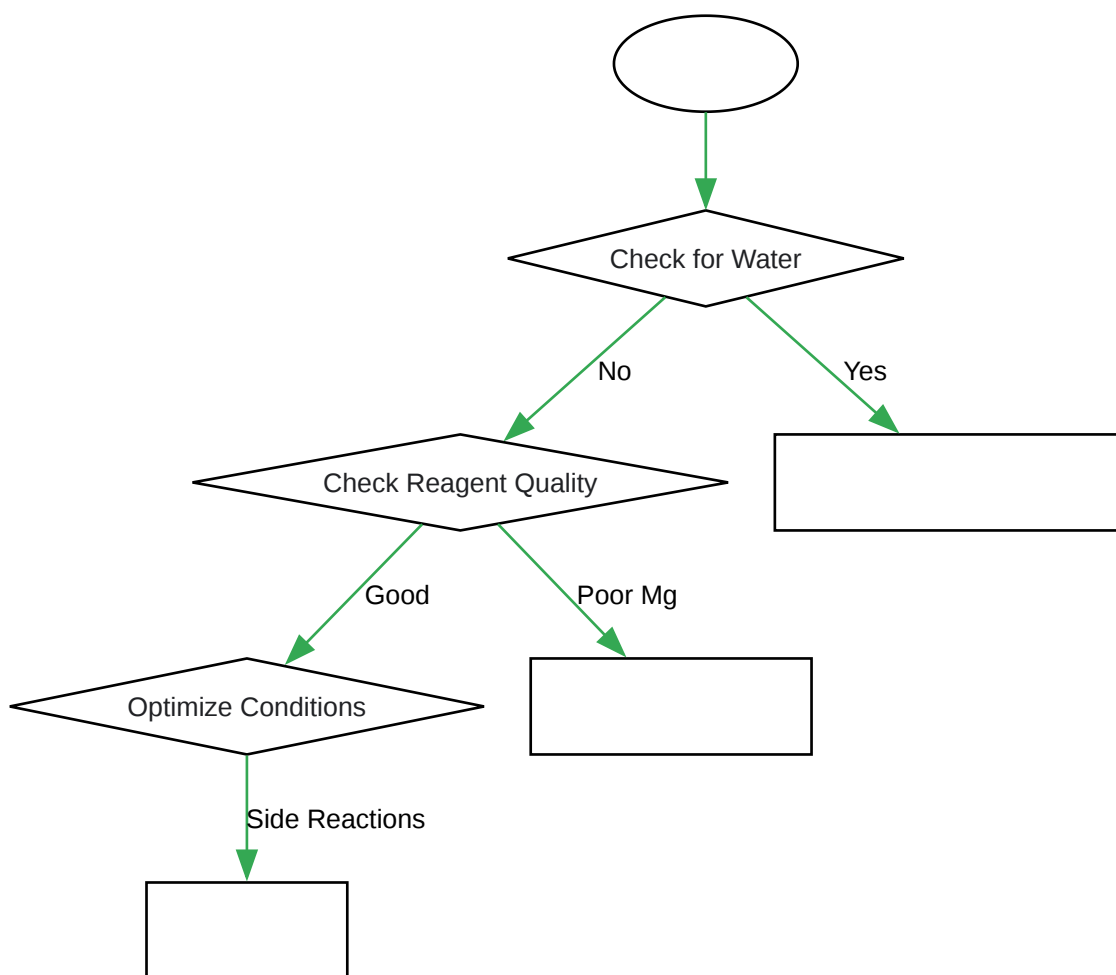 Check for Water
No
Yes
Check Reagent Quality
Good
Poor Mg
Optimize Conditions
Side Reactions